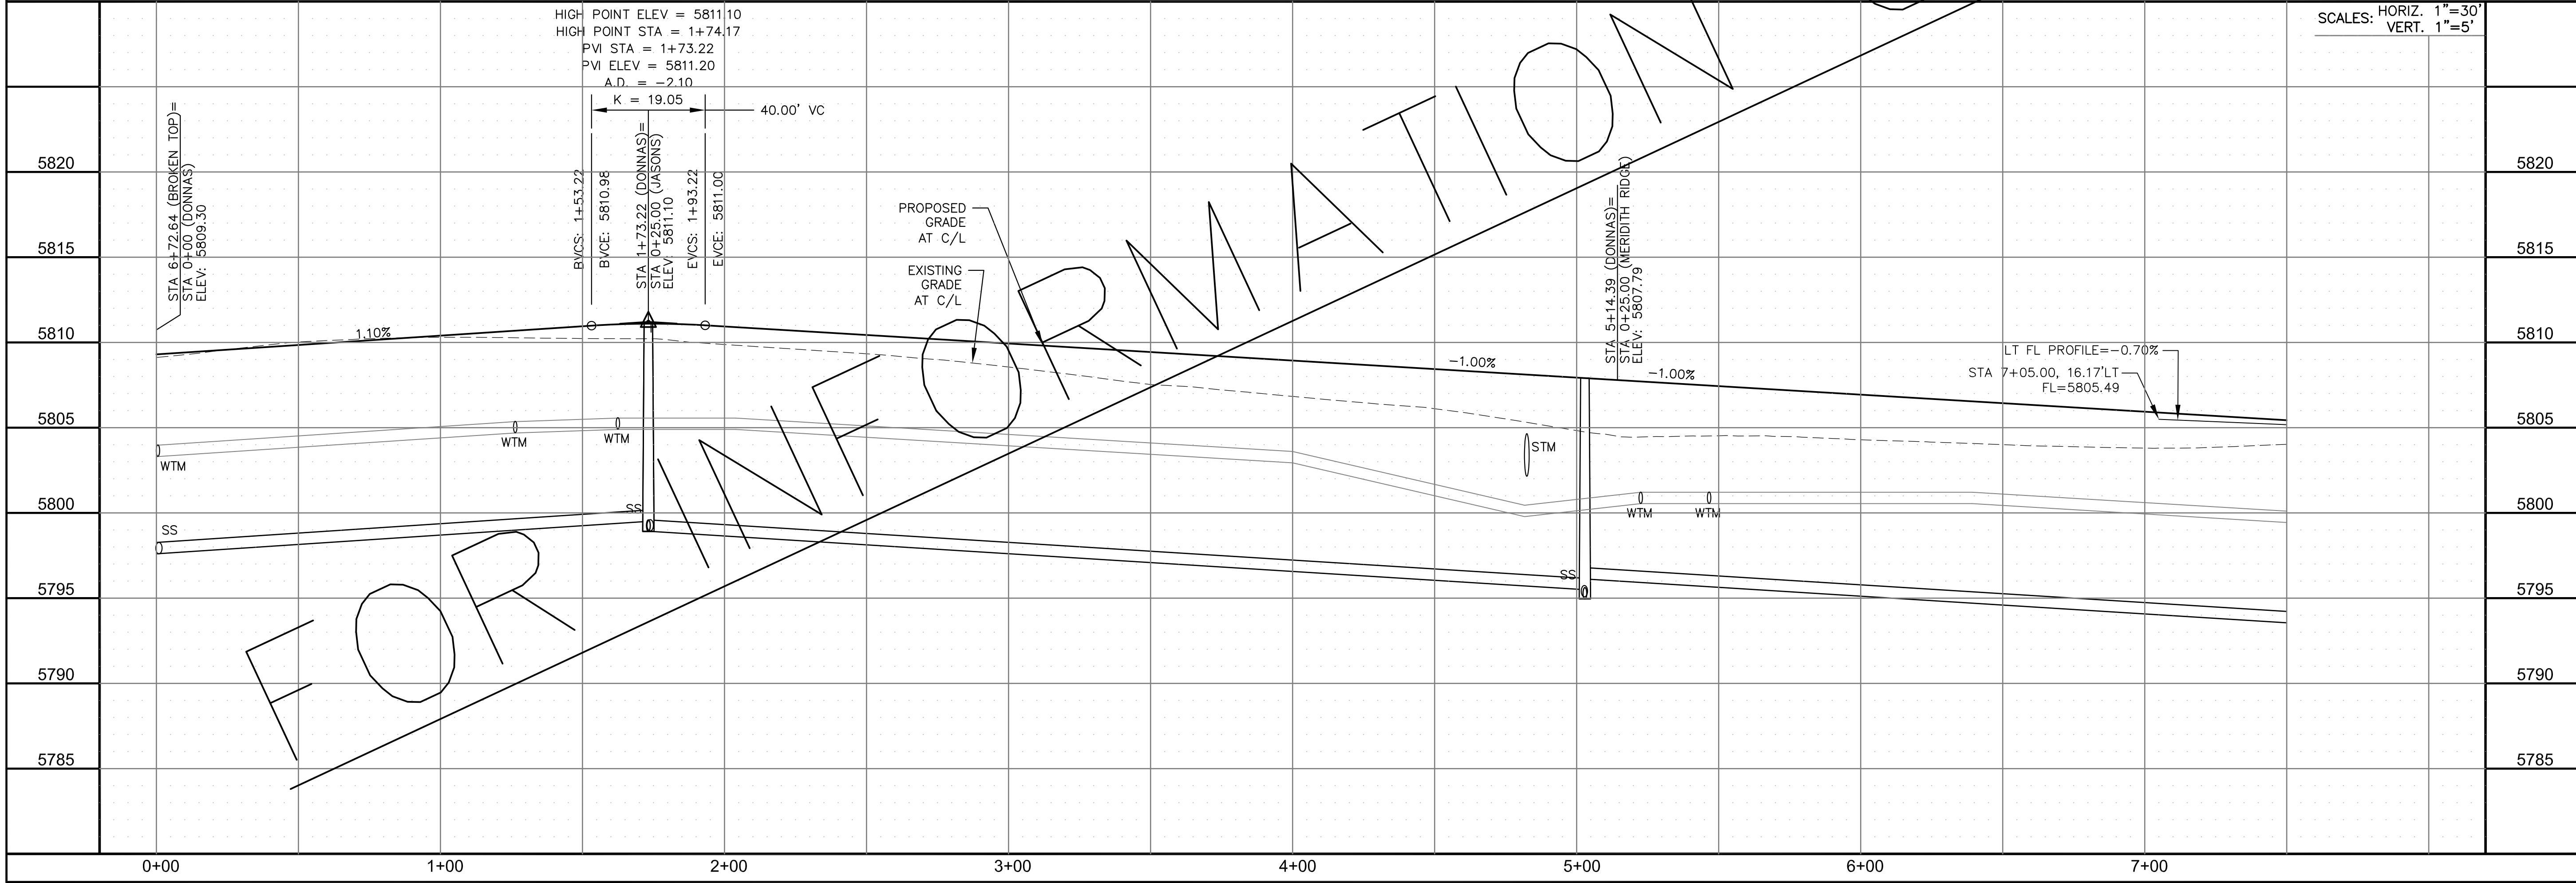 HIGH POINT ELEV = 5811.10
HIGH POINT STA = 1+74.17
PVI STA = 1+73.22
PVI ELEV = 5811.20
A.D. = -2.10
K = 19.05
40.00' VC
SCALES: HORIZ. 1"=30'
VERT. 1"=5'
STA 6+72.64 (BROKEN TOP)=
STA 0+00 (DONNAS)
ELEV: 5809.30
BVCS: 1+53.22
BVCE: 5810.98
STA 1+73.22 (DONNAS)=
STA 0+25.00 (JASONS)
ELEV: 5811.10
EVCS: 1+93.22
EVCE: 5811.00
PROPOSED
GRADE
AT C/L
EXISTING
GRADE
AT C/L
STA 5+14.39 (DONNAS)=
STA 0+25.00 (MERIDITH RIDGE)
ELEV: 5807.79
1.10%
-1.00%
-1.00%
LT FL PROFILE=-0.70%
STA 7+05.00, 16.17'LT
FL=5805.49
WTM
WTM
WTM
STM
WTM
WTM
SS
SS
SS
FOR INFORMATION
5820
5815
5810
5805
5800
5795
5790
5785
5820
5815
5810
5805
5800
5795
5790
5785
0+00 1+00 2+00 3+00 4+00 5+00 6+00 7+00